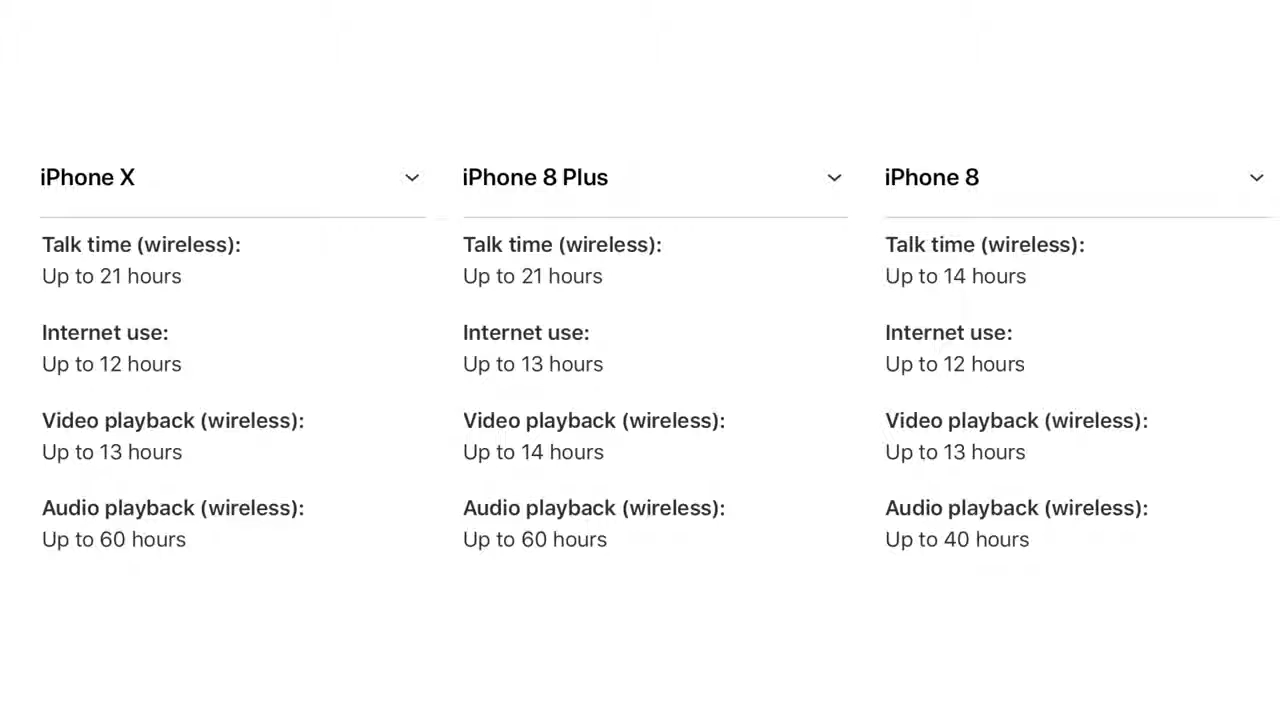 iPhone X
Talk time (wireless):
Up to 21 hours
Internet use:
Up to 12 hours
Video playback (wireless):
Up to 13 hours
Audio playback (wireless):
Up to 60 hours
iPhone 8 Plus
Talk time (wireless):
Up to 21 hours
Internet use:
Up to 13 hours
Video playback (wireless):
Up to 14 hours
Audio playback (wireless):
Up to 60 hours
iPhone 8
Talk time (wireless):
Up to 14 hours
Internet use:
Up to 12 hours
Video playback (wireless):
Up to 13 hours
Audio playback (wireless):
Up to 40 hours